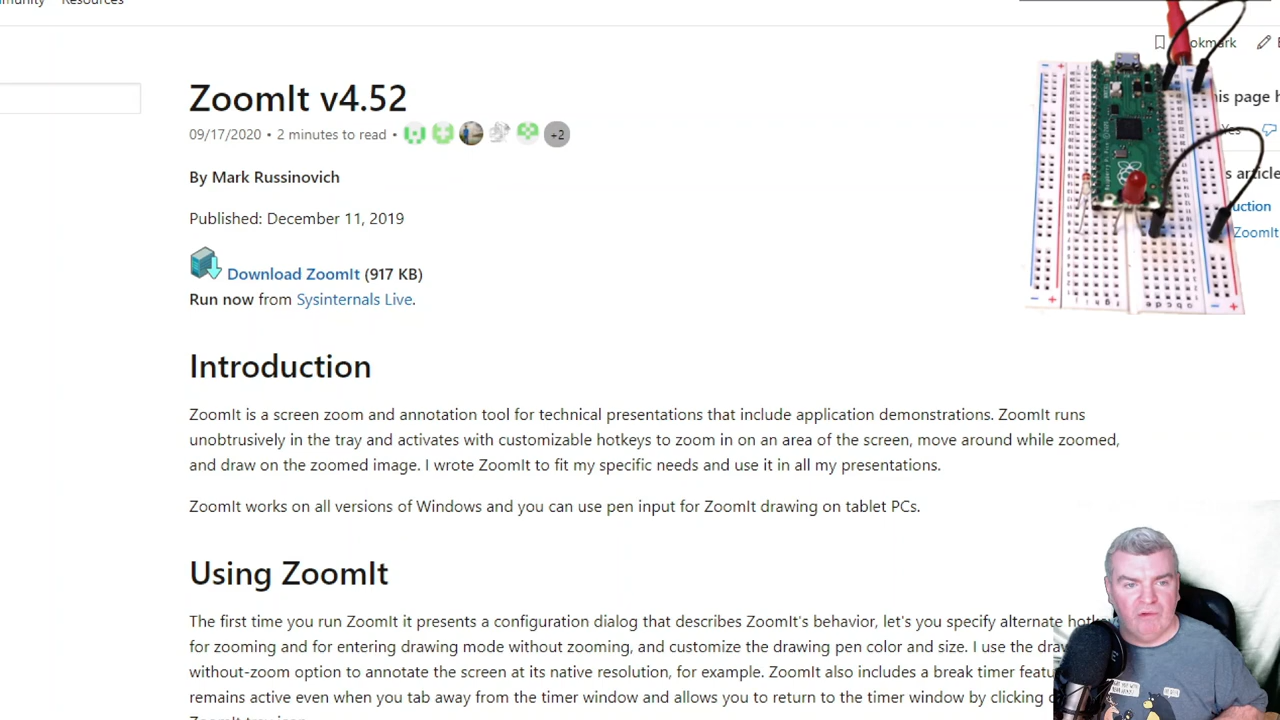 Resources
ZoomIt v4.52
09/17/2020 • 2 minutes to read • +2
By Mark Russinovich
Published: December 11, 2019
Download ZoomIt (917 KB)
Run now from Sysinternals Live.
Introduction
ZoomIt is a screen zoom and annotation tool for technical presentations that include application demonstrations. ZoomIt runs
unobtrusively in the tray and activates with customizable hotkeys to zoom in on an area of the screen, move around while zoomed,
and draw on the zoomed image. I wrote ZoomIt to fit my specific needs and use it in all my presentations.
ZoomIt works on all versions of Windows and you can use pen input for ZoomIt drawing on tablet PCs.
Using ZoomIt
The first time you run ZoomIt it presents a configuration dialog that describes ZoomIt's behavior, let's you specify alternate
for zooming and for entering drawing mode without zooming, and customize the drawing pen color and size. I use the
without-zoom option to annotate the screen at its native resolution, for example. ZoomIt also includes a break timer
remains active even when you tab away from the timer window and allows you to return to the timer window by clicking
is page
Yes
s article
ZoomIt